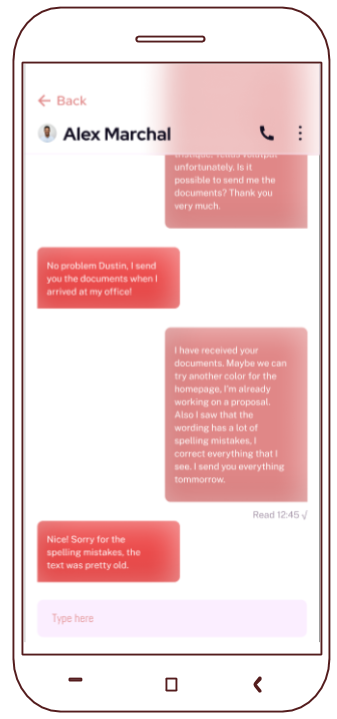 Back
Alex Marchal
unfortunately. Is it
possible to send me the
documents? Thank you
very much.
No problem Dustin, I send
you the documents when I
arrived at my office!
I have received your
documents. Maybe we can
try another color for the
homepage, I'm already
working on a proposal.
Also I saw that the
wording has a lot of
spelling mistakes, I
correct everything that I
see. I send you everything
tommorrow.
Read 12:45 √
Nice! Sorry for the
spelling mistakes, the
text was pretty old.
Type here